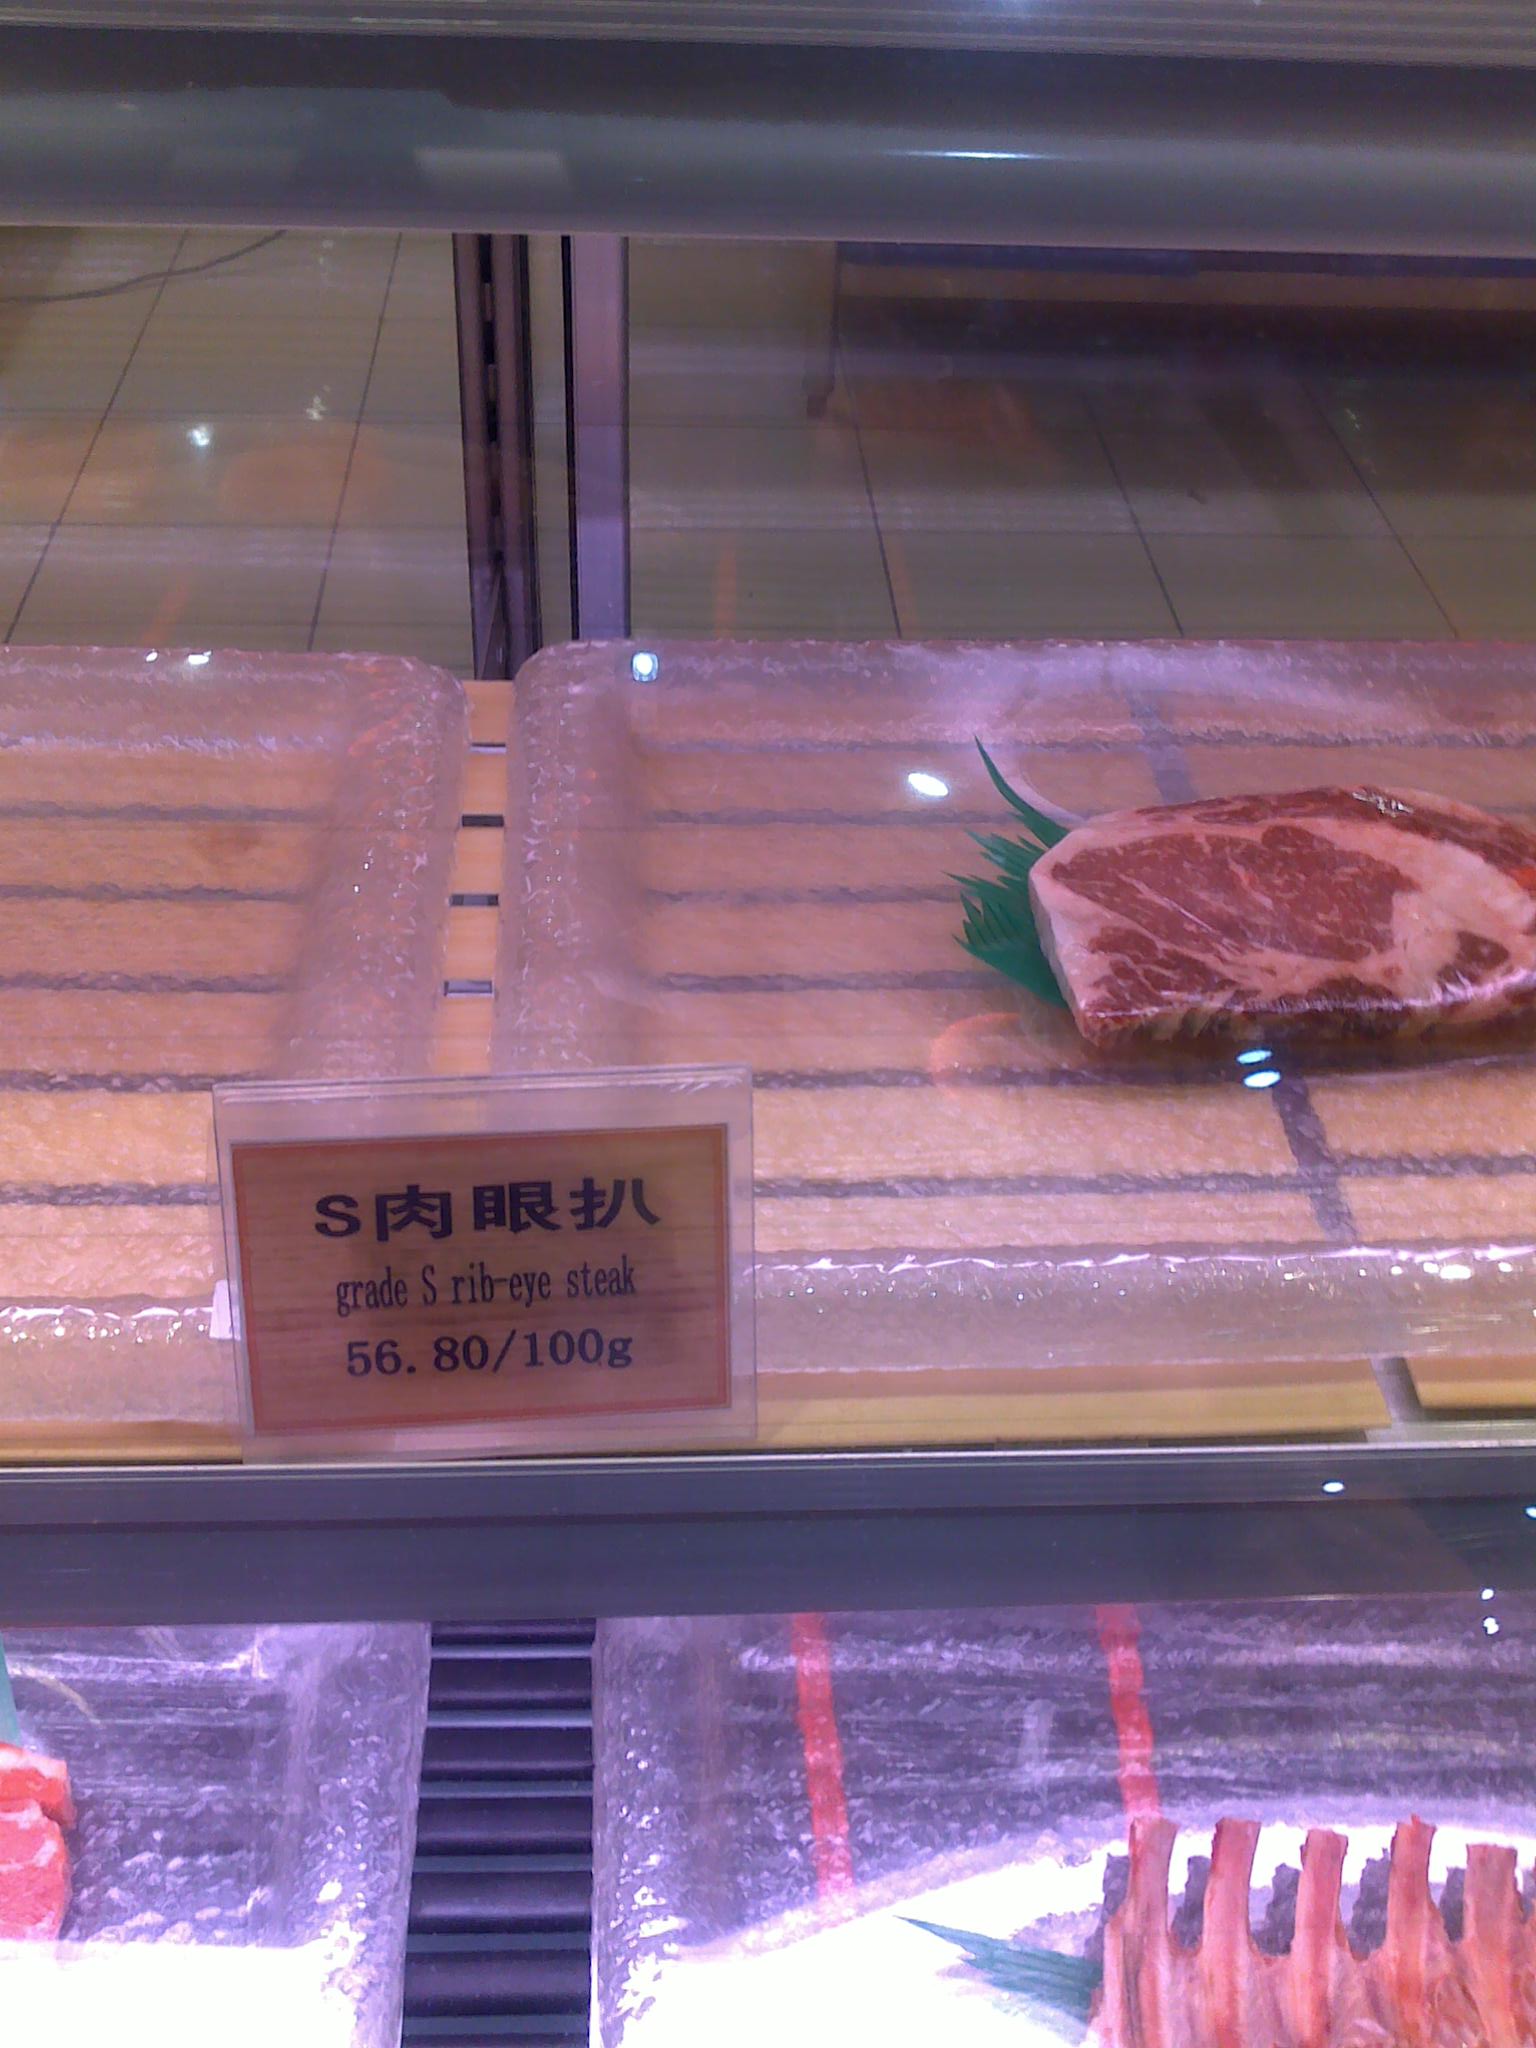 S肉眼扒
grade S rib-eye steak
56.80/100g